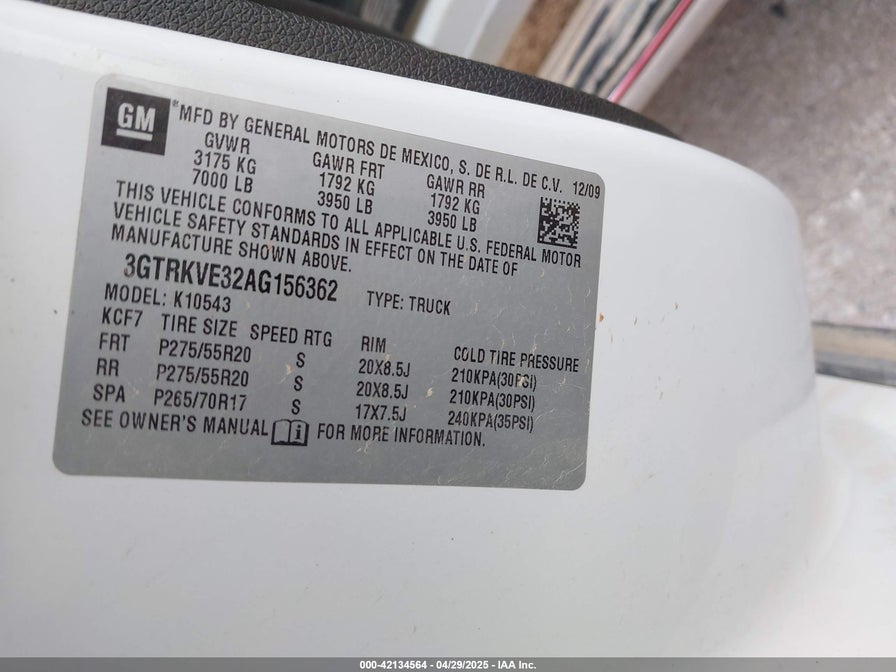 GM
® MFD BY GENERAL MOTORS DE MEXICO, S. DE R.L. DE C.V. 12/09
GVWR GAWR FRT GAWR RR
3175 KG 1792 KG 1792 KG
7000 LB 3950 LB 3950 LB
THIS VEHICLE CONFORMS TO ALL APPLICABLE U.S. FEDERAL MOTOR
VEHICLE SAFETY STANDARDS IN EFFECT ON THE DATE OF
MANUFACTURE SHOWN ABOVE.
3GTRKVE32AG156362 TYPE: TRUCK
MODEL: K10543
KCF7 TIRE SIZE SPEED RTG RIM COLD TIRE PRESSURE
FRT P275/55R20 S 20X8.5J 210KPA(30PSI)
RR P275/55R20 S 20X8.5J 210KPA(30PSI)
SPA P265/70R17 S 17X7.5J 240KPA(35PSI)
SEE OWNER'S MANUAL i FOR MORE INFORMATION.
000-42134564 / 04/29/2025 - IAA Inc.